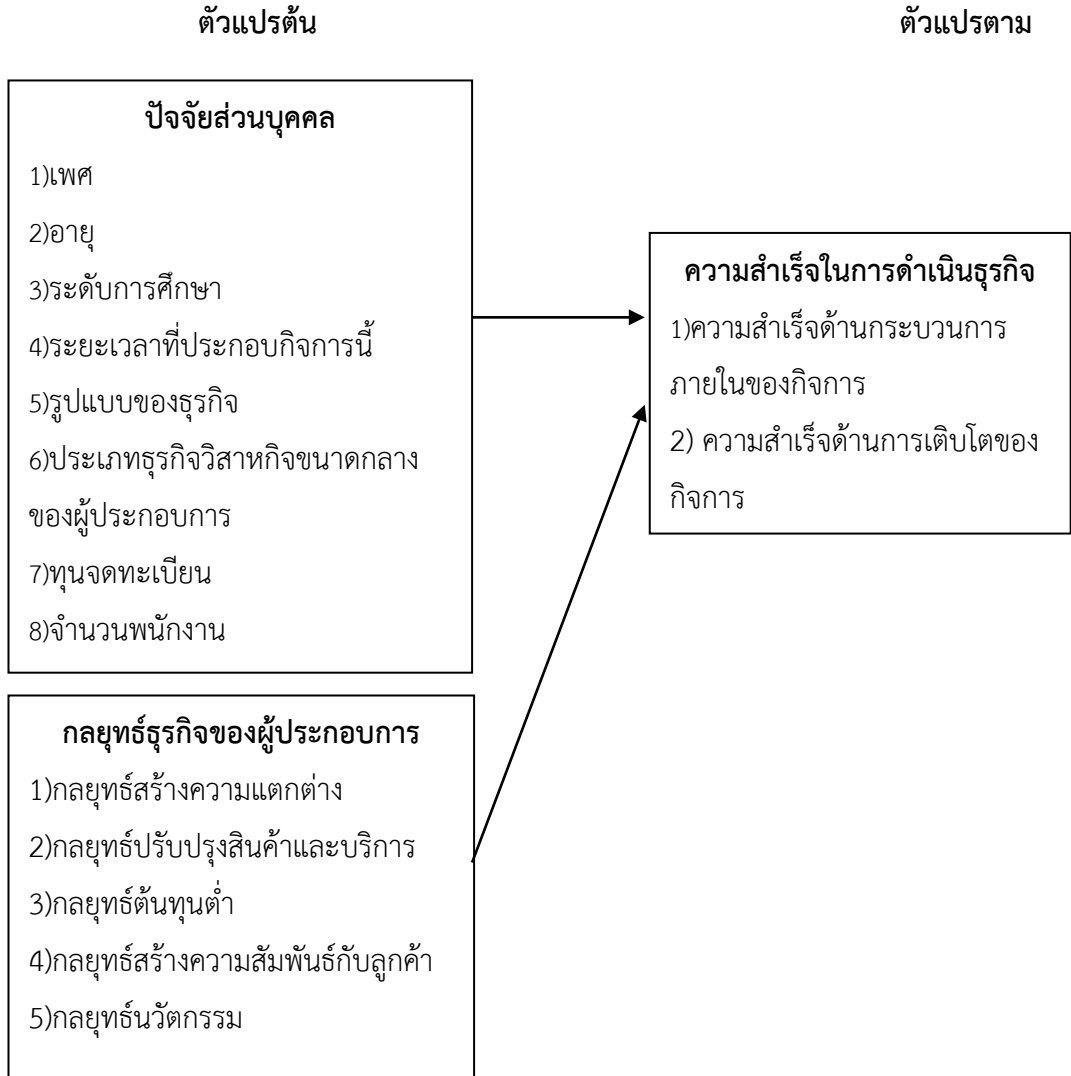 ตัวแปรต้น
ตัวแปรตาม
ปัจจัยส่วนบุคคล
1)เพศ
2)อายุ
3)ระดับการศึกษา
4)ระยะเวลาที่ประกอบกิจการนี้
5)รูปแบบของธุรกิจ
6)ประเภทธุรกิจวิสาหกิจขนาดกลาง
ของผู้ประกอบการ
7)ทุนจดทะเบียน
8)จำนวนพนักงาน
กลยุทธ์ธุรกิจของผู้ประกอบการ
1)กลยุทธ์สร้างความแตกต่าง
2)กลยุทธ์ปรับปรุงสินค้าและบริการ
3)กลยุทธ์ต้นทุนต่ำ
4)กลยุทธ์สร้างความสัมพันธ์กับลูกค้า
5)กลยุทธ์นวัตกรรม
ความสำเร็จในการดำเนินธุรกิจ
1)ความสำเร็จด้านกระบวนการ
ภายในของกิจการ
2) ความสำเร็จด้านการเติบโตของ
กิจการ